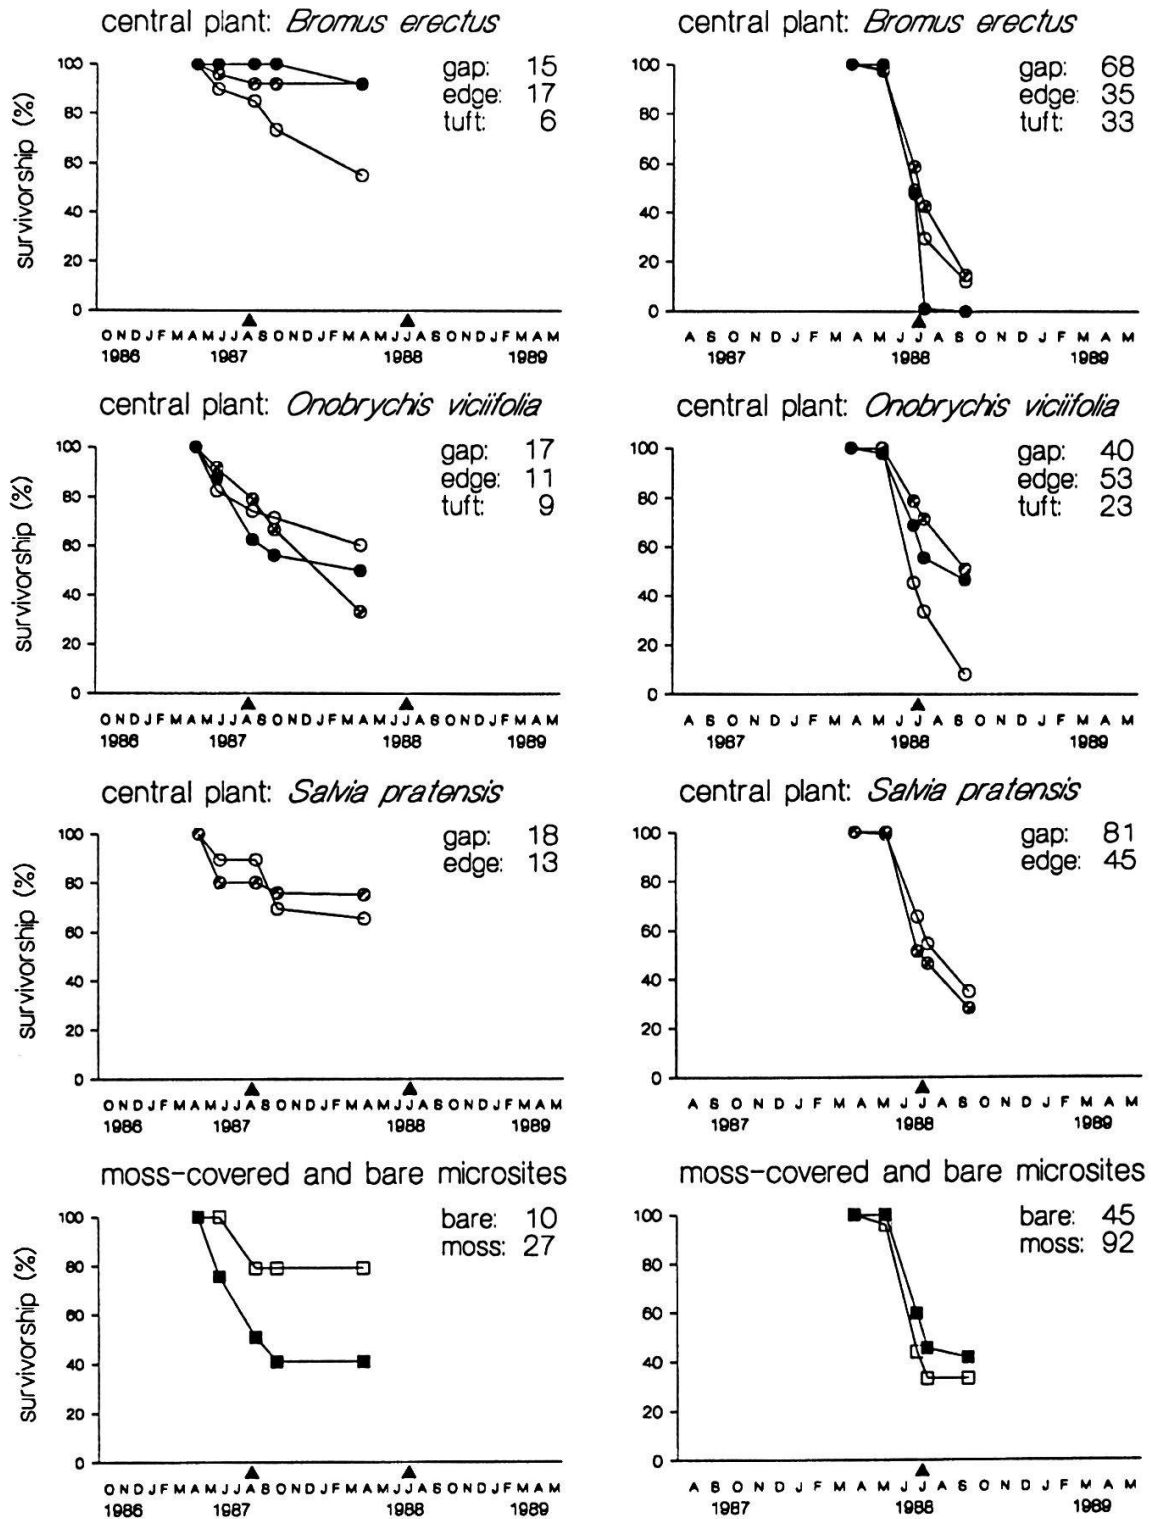 central plant: Bromus erectus
gap: 15
edge: 17
tuft: 6
survivorship (%)
100
80
60
40
20
0
O N D J F M A M J J A S O N D J F M A M J J A S O N D J F M A M
1986 1987 1988 1989
central plant: Bromus erectus
gap: 68
edge: 35
tuft: 33
100
80
60
40
20
0
A S O N D J F M A M J J A S O N D J F M A M
1987 1988 1989
central plant: Onobrychis viciifolia
gap: 17
edge: 11
tuft: 9
survivorship (%)
100
80
60
40
20
0
O N D J F M A M J J A S O N D J F M A M J J A S O N D J F M A M
1986 1987 1988 1989
central plant: Onobrychis viciifolia
gap: 40
edge: 53
tuft: 23
100
80
60
40
20
0
A S O N D J F M A M J J A S O N D J F M A M
1987 1988 1989
central plant: Salvia pratensis
gap: 18
edge: 13
survivorship (%)
100
80
60
40
20
0
O N D J F M A M J J A S O N D J F M A M J J A S O N D J F M A M
1986 1987 1988 1989
central plant: Salvia pratensis
gap: 81
edge: 45
100
80
60
40
20
0
A S O N D J F M A M J J A S O N D J F M A M
1987 1988 1989
moss-covered and bare microsites
bare: 10
moss: 27
survivorship (%)
100
80
60
40
20
0
O N D J F M A M J J A S O N D J F M A M J J A S O N D J F M A M
1986 1987 1988 1989
moss-covered and bare microsites
bare: 45
moss: 92
100
80
60
40
20
0
A S O N D J F M A M J J A S O N D J F M A M
1987 1988 1989